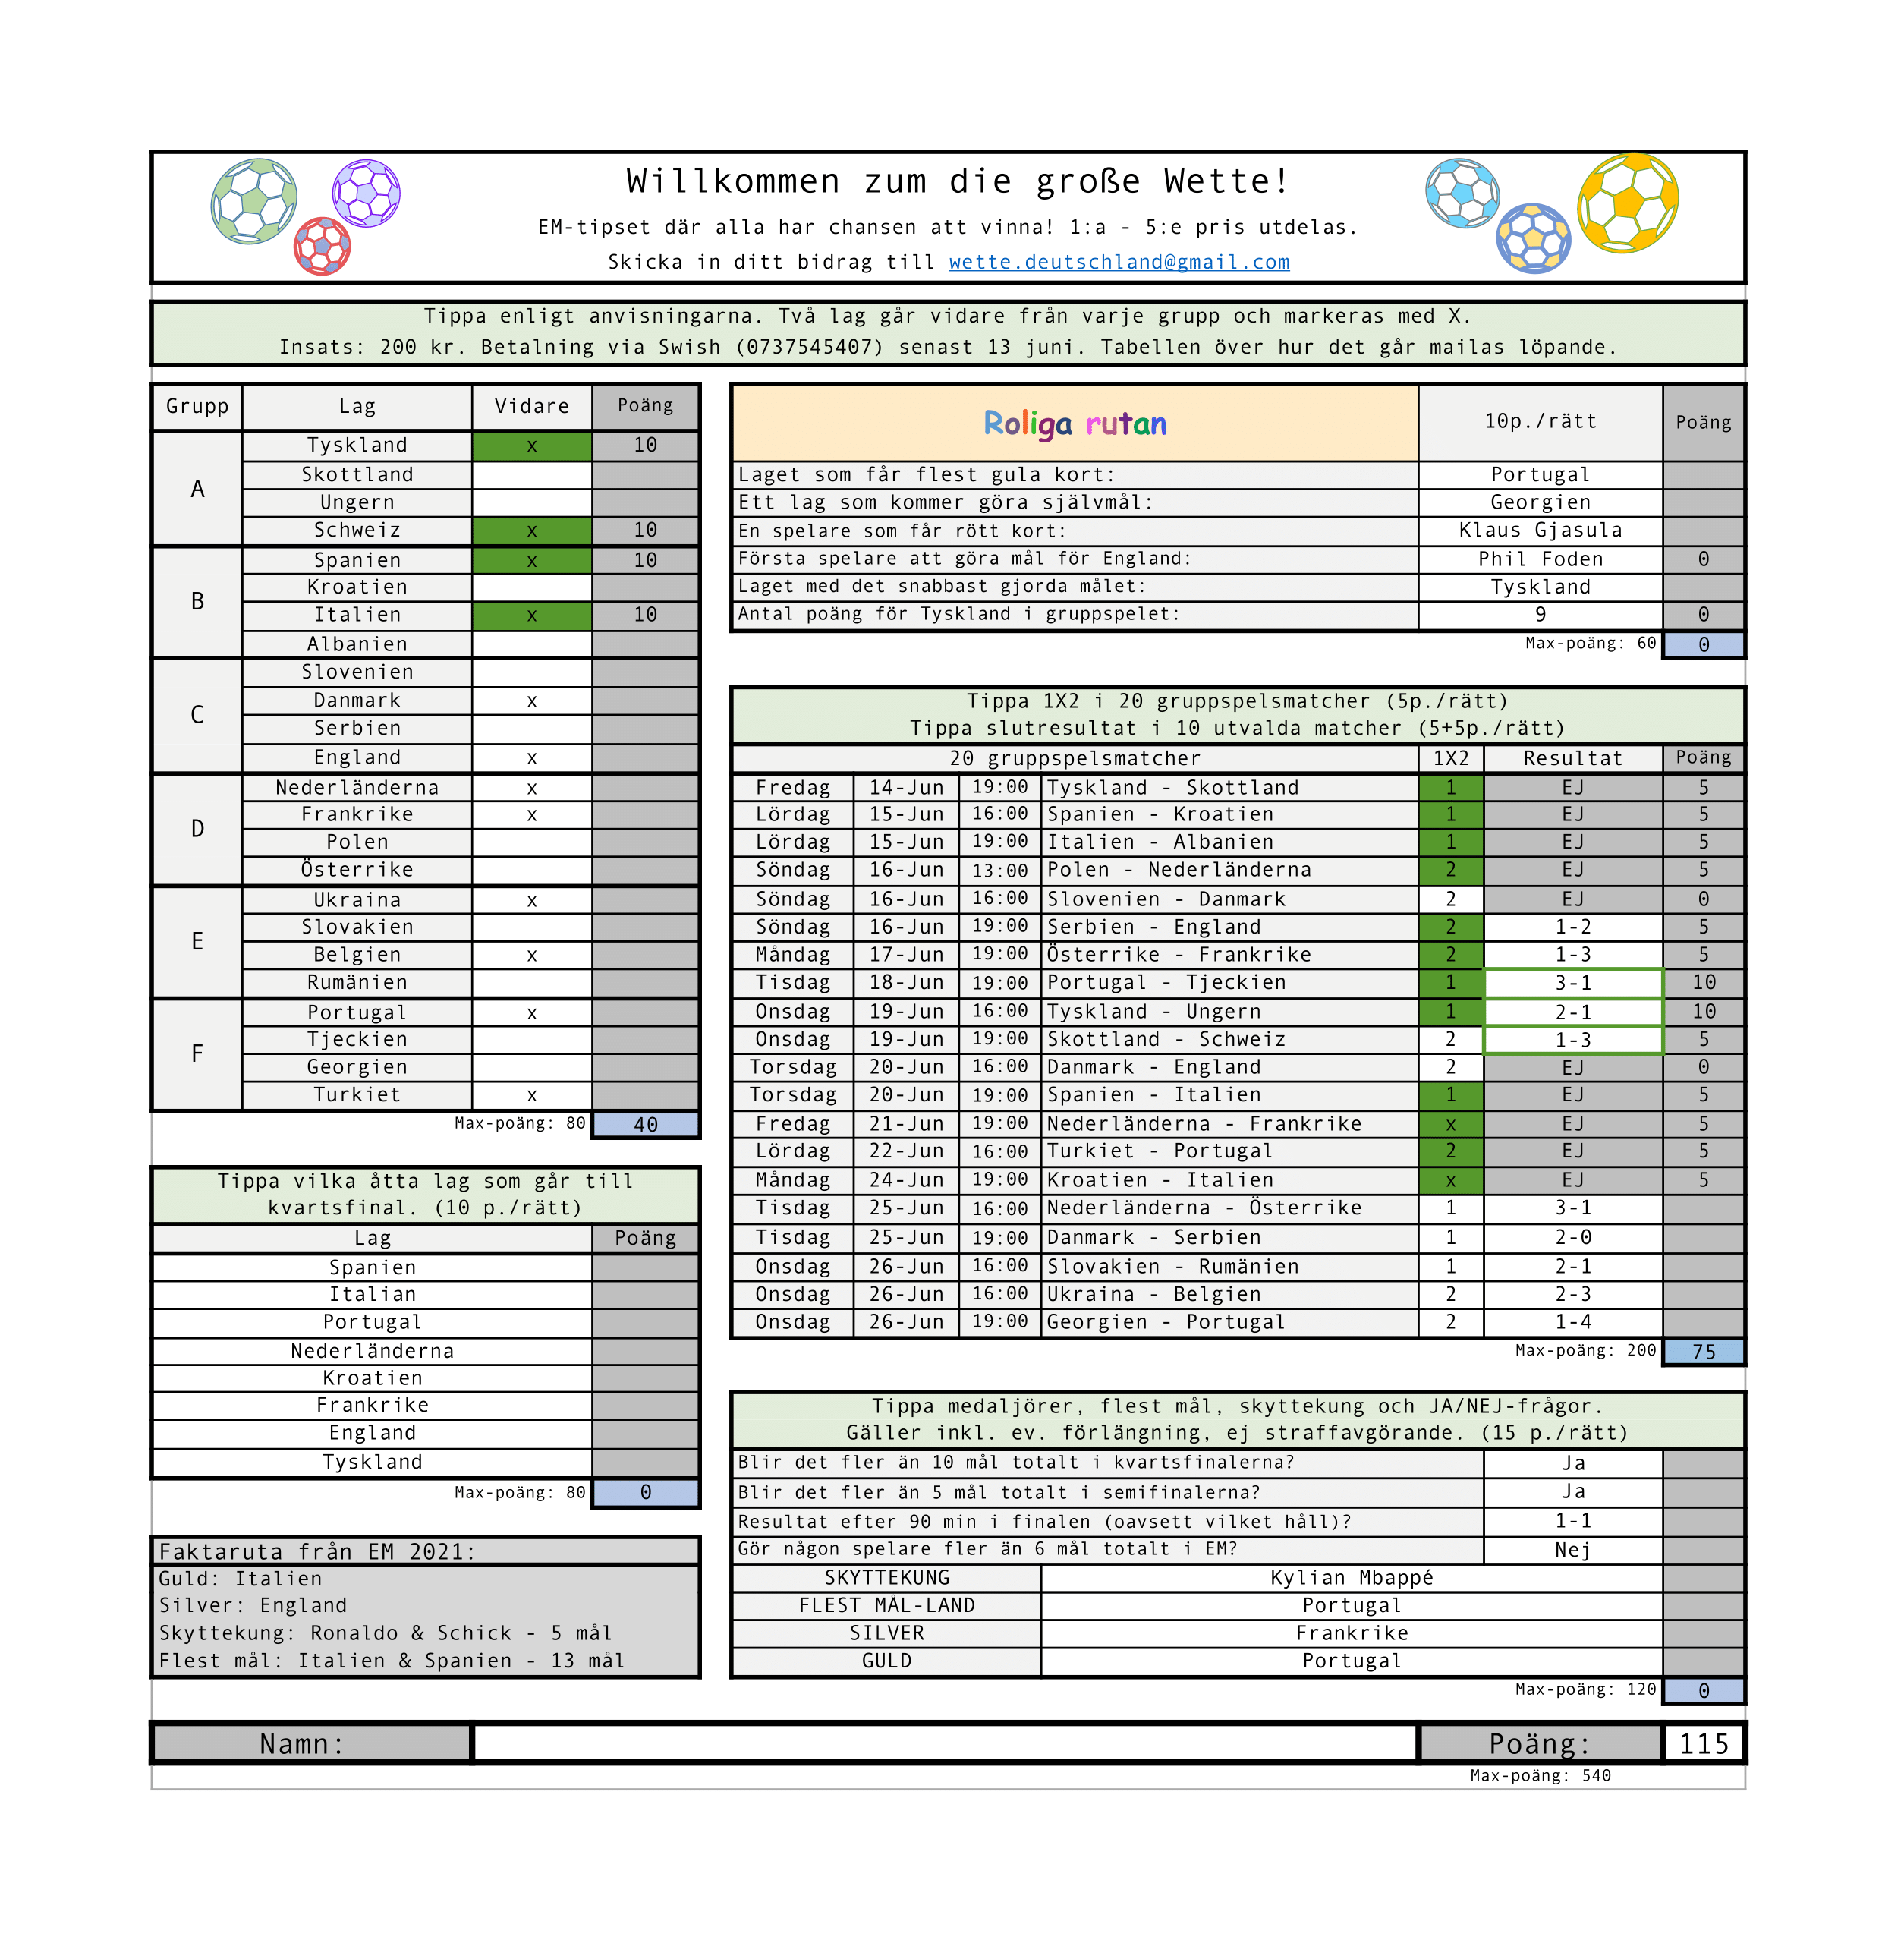 Willkommen zum die große Wette!
EM-tipset där alla har chansen att vinna! 1:a - 5:e pris utdelas.
Skicka in ditt bidrag till wette.deutschland@gmail.com
Tippa enligt anvisningarna. Två lag går vidare från varje grupp och markeras med X.
Insats: 200 kr. Betalning via Swish (0737545407) senast 13 juni. Tabellen över hur det går mailas löpande.
Grupp Lag Vidare Poäng
A
Tyskland x 10
Skottland
Ungern
Schweiz x 10
B
Spanien x 10
Kroatien
Italien x 10
Albanien
C
Slovenien
Danmark x
Serbien
England x
D
Nederländerna x
Frankrike x
Polen
Österrike
E
Ukraina x
Slovakien
Belgien x
Rumänien
F
Portugal x
Tjeckien
Georgien
Turkiet x
Max-poäng: 80 40
Tippa vilka åtta lag som går till
kvartsfinal. (10 p./rätt)
Lag Poäng
Spanien
Italian
Portugal
Nederländerna
Kroatien
Frankrike
England
Tyskland
Max-poäng: 80 0
Faktaruta från EM 2021:
Guld: Italien
Silver: England
Skyttekung: Ronaldo & Schick - 5 mål
Flest mål: Italien & Spanien - 13 mål
Roliga rutan 10p./rätt Poäng
Laget som får flest gula kort: Portugal
Ett lag som kommer göra självmål: Georgien
En spelare som får rött kort: Klaus Gjasula
Första spelare att göra mål för England: Phil Foden 0
Laget med det snabbast gjorda målet: Tyskland
Antal poäng för Tyskland i gruppspelet: 9 0
Max-poäng: 60 0
Tippa 1X2 i 20 gruppspelsmatcher (5p./rätt)
Tippa slutresultat i 10 utvalda matcher (5+5p./rätt)
20 gruppspelsmatcher 1X2 Resultat Poäng
Fredag 14-Jun 19:00 Tyskland - Skottland 1 EJ 5
Lördag 15-Jun 16:00 Spanien - Kroatien 1 EJ 5
Lördag 15-Jun 19:00 Italien - Albanien 1 EJ 5
Söndag 16-Jun 13:00 Polen - Nederländerna 2 EJ 5
Söndag 16-Jun 16:00 Slovenien - Danmark 2 EJ 0
Söndag 16-Jun 19:00 Serbien - England 2 1-2 5
Måndag 17-Jun 19:00 Österrike - Frankrike 2 1-3 5
Tisdag 18-Jun 19:00 Portugal - Tjeckien 1 3-1 10
Onsdag 19-Jun 16:00 Tyskland - Ungern 1 2-1 10
Onsdag 19-Jun 19:00 Skottland - Schweiz 2 1-3 5
Torsdag 20-Jun 16:00 Danmark - England 2 EJ 0
Torsdag 20-Jun 19:00 Spanien - Italien 1 EJ 5
Fredag 21-Jun 19:00 Nederländerna - Frankrike x EJ 5
Lördag 22-Jun 16:00 Turkiet - Portugal 2 EJ 5
Måndag 24-Jun 19:00 Kroatien - Italien x EJ 5
Tisdag 25-Jun 16:00 Nederländerna - Österrike 1 3-1
Tisdag 25-Jun 19:00 Danmark - Serbien 1 2-0
Onsdag 26-Jun 16:00 Slovakien - Rumänien 1 2-1
Onsdag 26-Jun 16:00 Ukraina - Belgien 2 2-3
Onsdag 26-Jun 19:00 Georgien - Portugal 2 1-4
Max-poäng: 200 75
Tippa medaljörer, flest mål, skyttekung och JA/NEJ-frågor.
Gäller inkl. ev. förlängning, ej straffavgörande. (15 p./rätt)
Blir det fler än 10 mål totalt i kvartsfinalerna? Ja
Blir det fler än 5 mål totalt i semifinalerna? Ja
Resultat efter 90 min i finalen (oavsett vilket håll)? 1-1
Gör någon spelare fler än 6 mål totalt i EM? Nej
SKYTTEKUNG Kylian Mbappé
FLEST MÅL-LAND Portugal
SILVER Frankrike
GULD Portugal
Max-poäng: 120 0
Namn: Poäng: 115
Max-poäng: 540